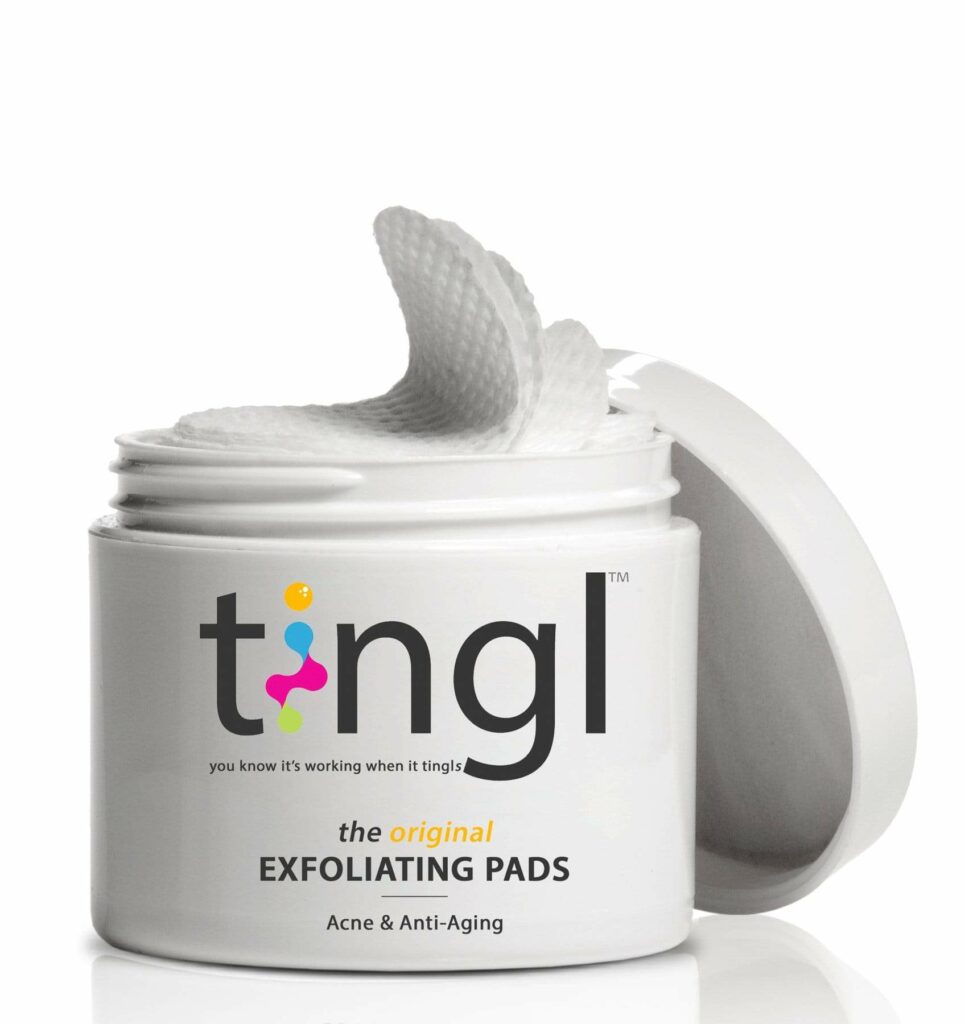 tingl™
you know it's working when it tingls
the original
EXFOLIATING PADS
Acne & Anti-Aging